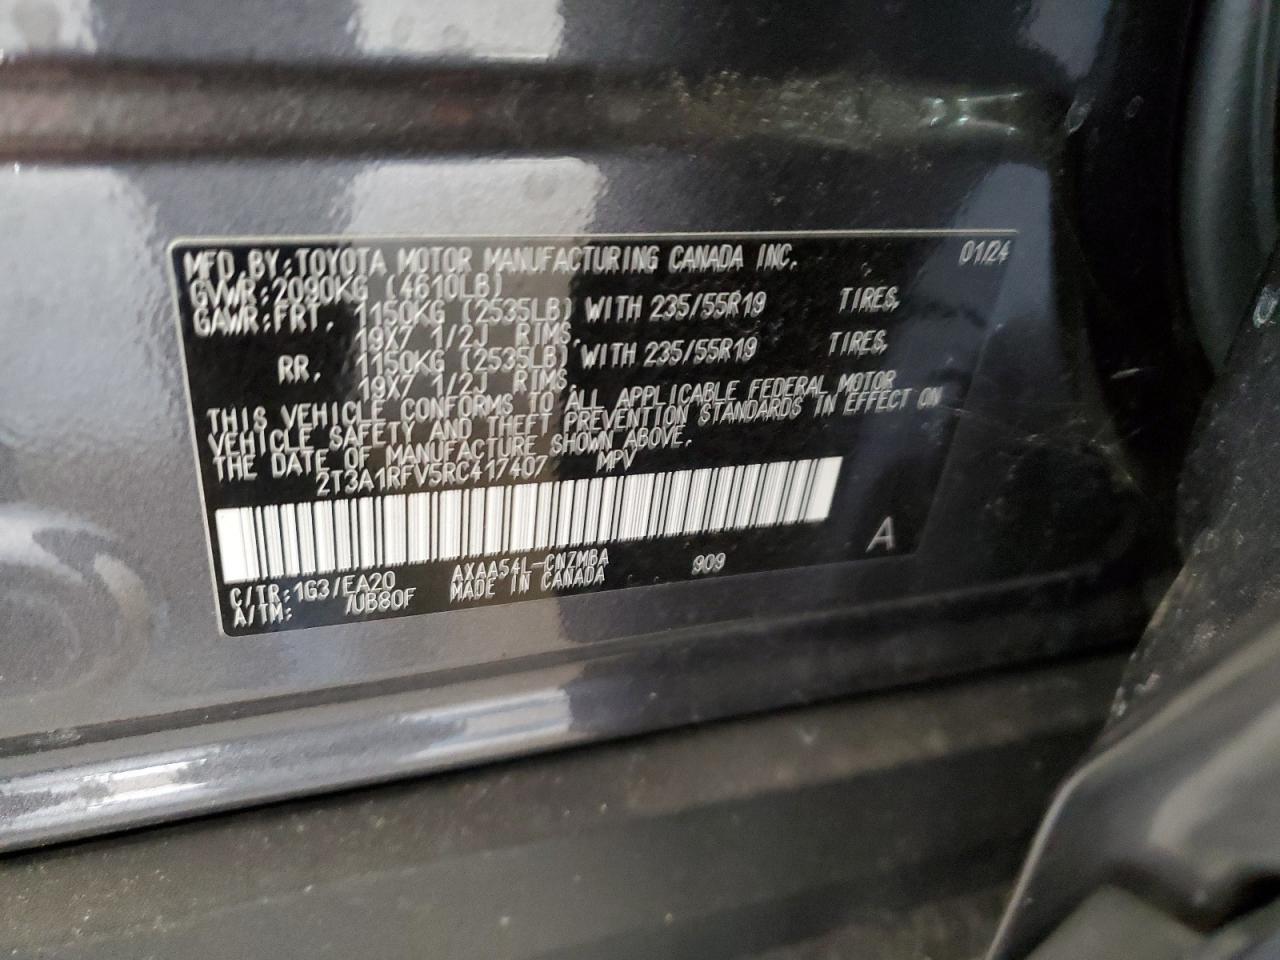 MFD.BY:TOYOTA MOTOR MANUFACTURING CANADA INC. 01/24
GVWR:2090KG (4610LB)
GAWR:FRT. 1150KG (2535LB) WITH 235/55R19 TIRES,
19X7 1/2J RIMS,
RR. 1150KG (2535LB) WITH 235/55R19 TIRES,
19X7 1/2J RIMS.
THIS VEHICLE CONFORMS TO ALL APPLICABLE FEDERAL MOTOR
VEHICLE SAFETY AND THEFT PREVENTION STANDARDS IN EFFECT ON
THE DATE OF MANUFACTURE SHOWN ABOVE.
2T3A1RFV5RC417407 MPV
A
C/TR:1G3/EA20 AXAA54L-CNZMBA 909
A/TM: /UB80F MADE IN CANADA